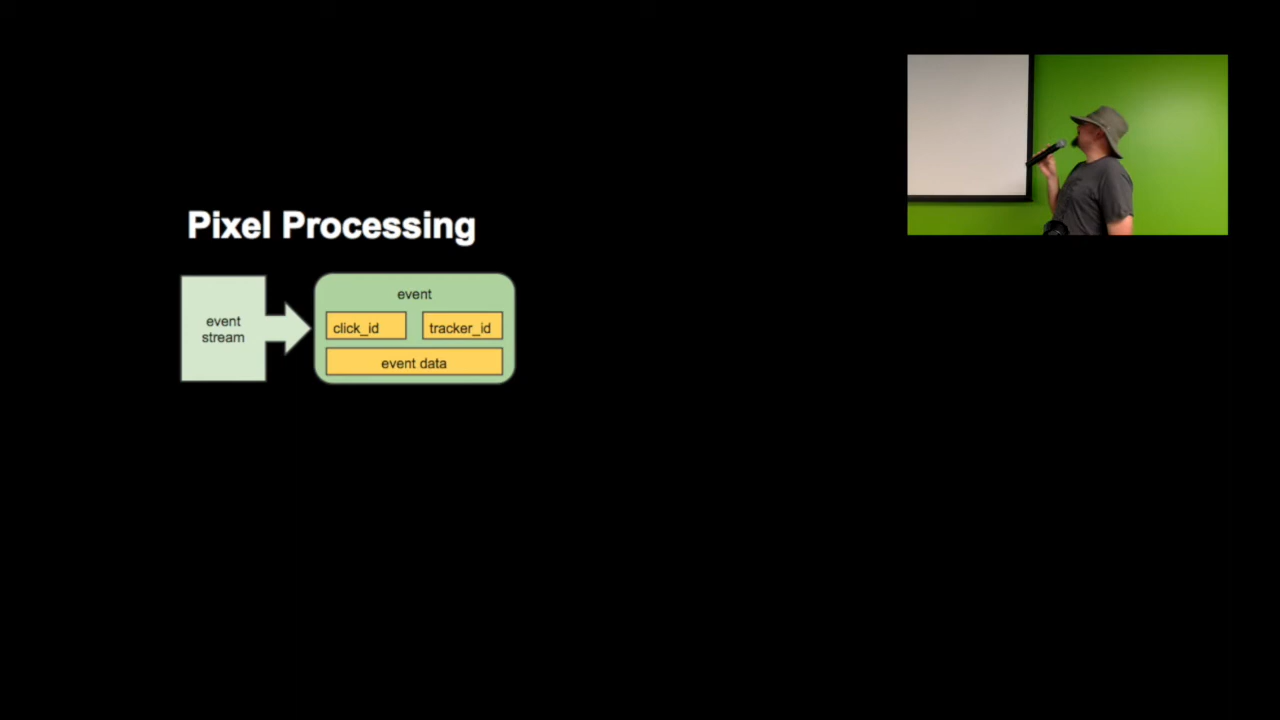 Pixel Processing
event
stream
event
click_id
tracker_id
event data